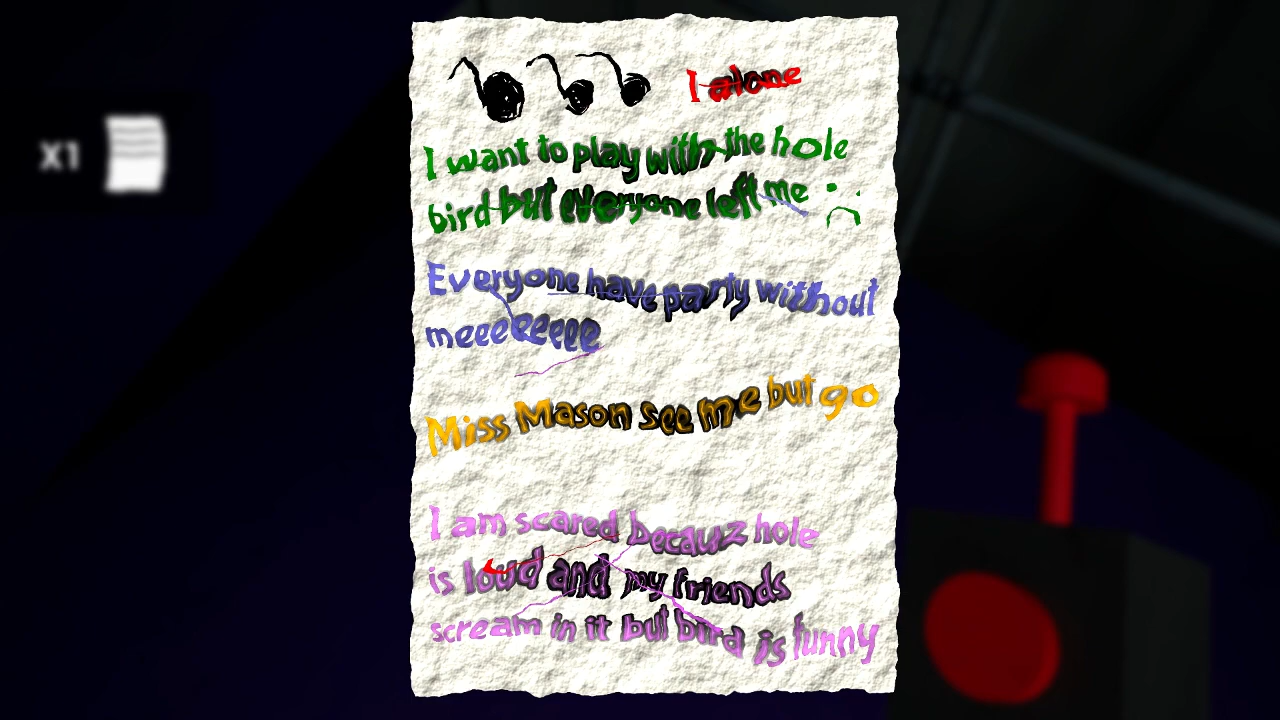 X1
I alone
I want to play with the hole
bird but everyone left me :(
Everyone have party without
meeeeeeee
Miss Mason see me but go
I am scared becauz hole
is loud and my friends
scream in it but bird is funny